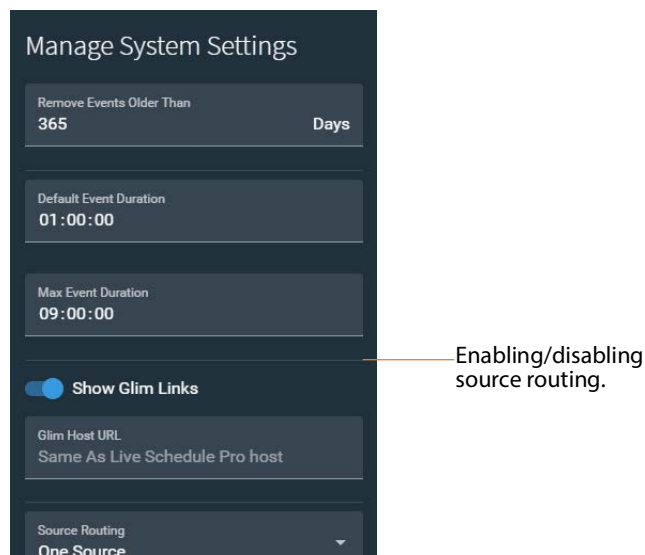 Manage System Settings
Remove Events Older Than
365 Days
Default Event Duration
01:00:00
Max Event Duration
09:00:00
Enabling/disabling
source routing.
Show Glim Links
Glim Host URL
Same As Live Schedule Pro host
Source Routing
One Source